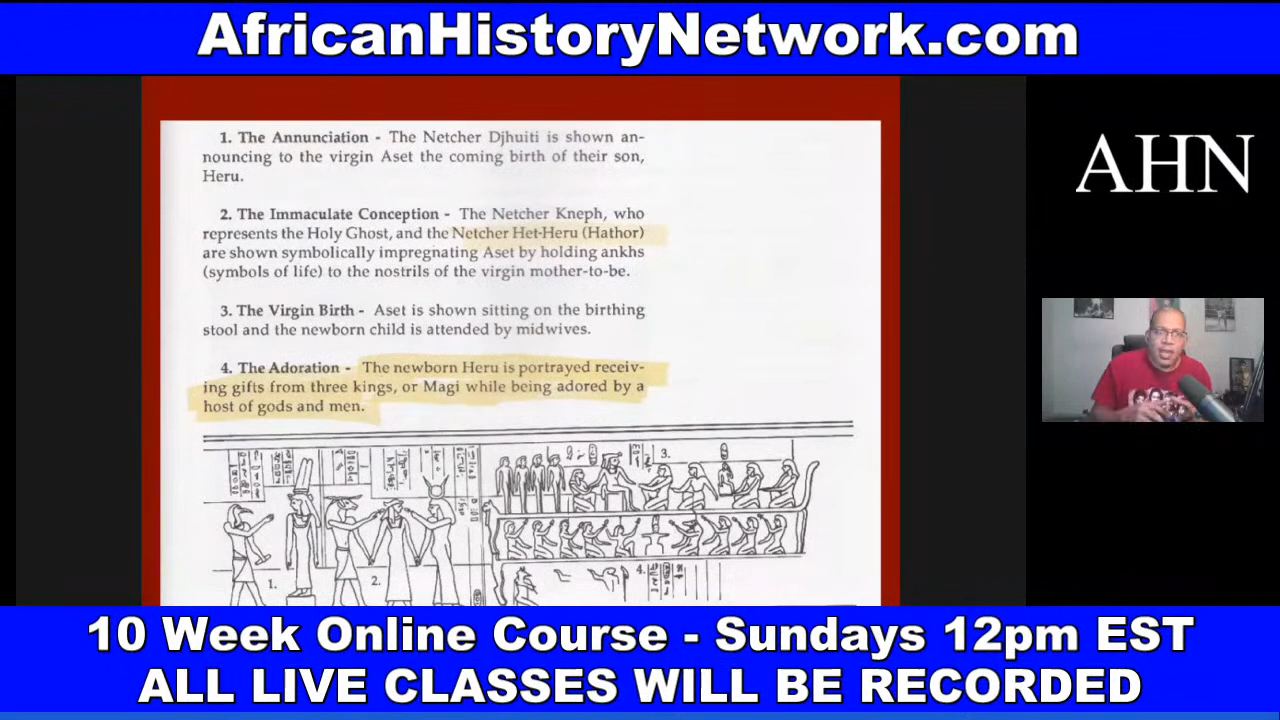 AfricanHistoryNetwork.com
1. The Annunciation - The Netcher Djhuiti is shown an-
nouncing to the virgin Aset the coming birth of their son,
Heru.
2. The Immaculate Conception - The Netcher Kneph, who
represents the Holy Ghost, and the Netcher Het-Heru (Hathor)
are shown symbolically impregnating Aset by holding ankhs
(symbols of life) to the nostrils of the virgin mother-to-be.
3. The Virgin Birth - Aset is shown sitting on the birthing
stool and the newborn child is attended by midwives.
4. The Adoration - The newborn Heru is portrayed receiv-
ing gifts from three kings, or Magi while being adored by a
host of gods and men.
3.
1.
2.
4.
AHN
10 Week Online Course - Sundays 12pm EST
ALL LIVE CLASSES WILL BE RECORDED